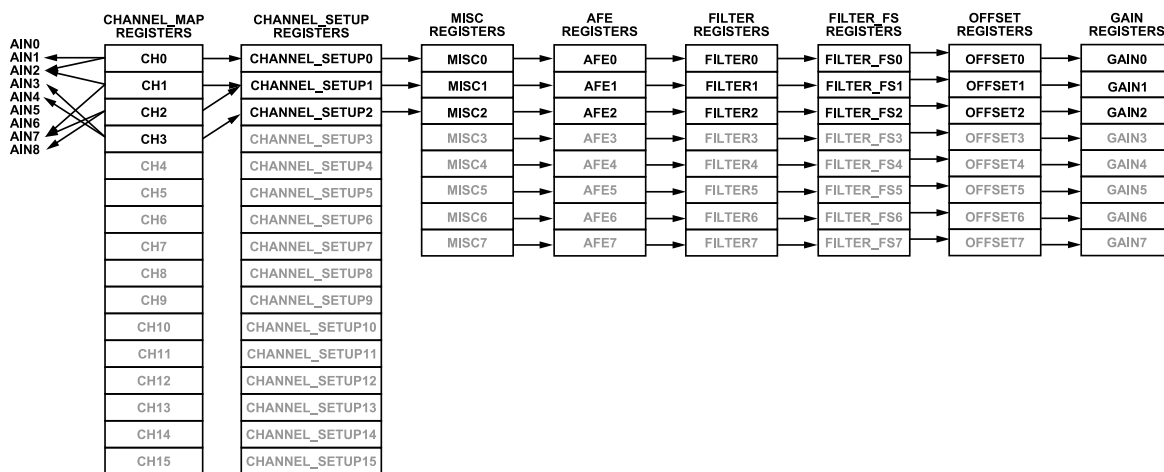 CHANNEL_MAP
REGISTERS
CHANNEL_SETUP
REGISTERS
MISC
REGISTERS
AFE
REGISTERS
FILTER
REGISTERS
FILTER_FS
REGISTERS
OFFSET
REGISTERS
GAIN
REGISTERS
AIN0
AIN1
AIN2
AIN3
AIN4
AIN5
AIN6
AIN7
AIN8
CH0 CHANNEL_SETUP0 MISC0 AFE0 FILTER0 FILTER_FS0 OFFSET0 GAIN0
CH1 CHANNEL_SETUP1 MISC1 AFE1 FILTER1 FILTER_FS1 OFFSET1 GAIN1
CH2 CHANNEL_SETUP2 MISC2 AFE2 FILTER2 FILTER_FS2 OFFSET2 GAIN2
CH3 CHANNEL_SETUP3 MISC3 AFE3 FILTER3 FILTER_FS3 OFFSET3 GAIN3
CH4 CHANNEL_SETUP4 MISC4 AFE4 FILTER4 FILTER_FS4 OFFSET4 GAIN4
CH5 CHANNEL_SETUP5 MISC5 AFE5 FILTER5 FILTER_FS5 OFFSET5 GAIN5
CH6 CHANNEL_SETUP6 MISC6 AFE6 FILTER6 FILTER_FS6 OFFSET6 GAIN6
CH7 CHANNEL_SETUP7 MISC7 AFE7 FILTER7 FILTER_FS7 OFFSET7 GAIN7
CH8 CHANNEL_SETUP8
CH9 CHANNEL_SETUP9
CH10 CHANNEL_SETUP10
CH11 CHANNEL_SETUP11
CH12 CHANNEL_SETUP12
CH13 CHANNEL_SETUP13
CH14 CHANNEL_SETUP14
CH15 CHANNEL_SETUP15